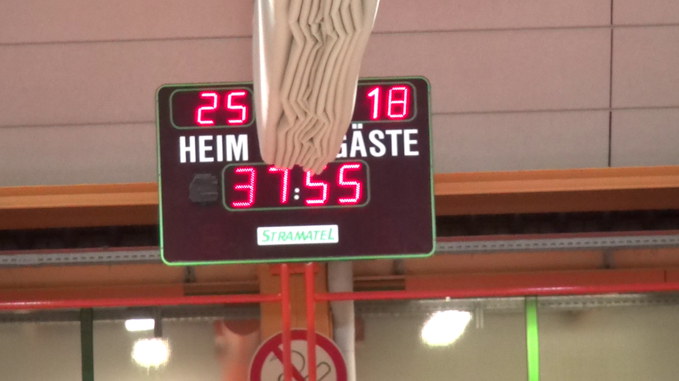 25 18
HEIM GÄSTE
37:55
STRAMATEL